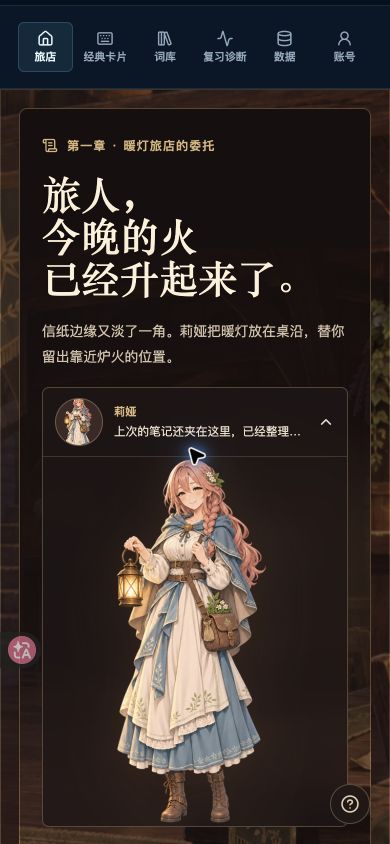 旅店
经典卡片
词库
复习诊断
数据
账号
第一章 · 暖灯旅店的委托
旅人，
今晚的火
已经升起来了。
信纸边缘又淡了一角。莉娅把暖灯放在桌沿，替你
留出靠近炉火的位置。
莉娅
上次的笔记还夹在这里，已经整理…
A